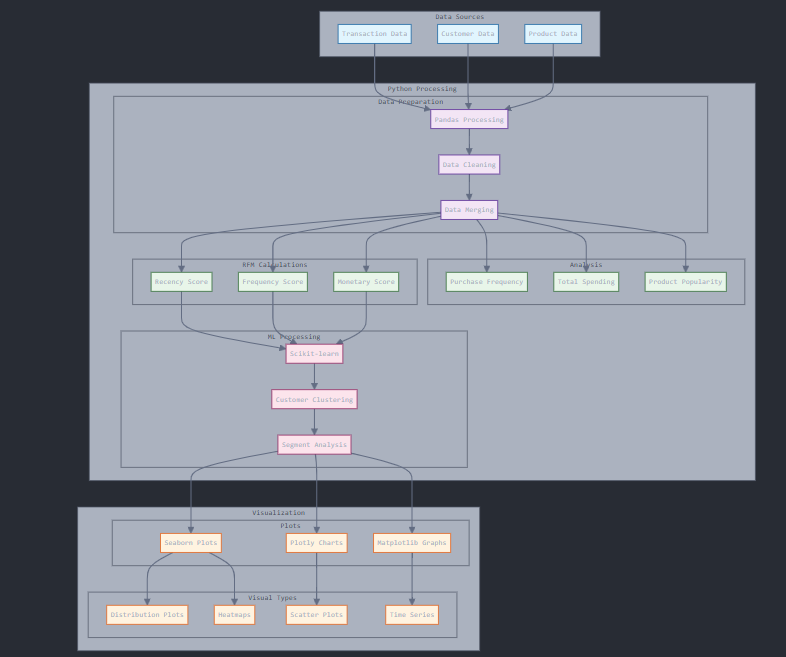 Data Sources
Transaction Data
Customer Data
Product Data
Python Processing
Data Preparation
Pandas Processing
Data Cleaning
Data Merging
RFM Calculations
Analysis
Recency Score
Frequency Score
Monetary Score
Purchase Frequency
Total Spending
Product Popularity
ML Processing
Scikit-learn
Customer Clustering
Segment Analysis
Visualization
Plots
Seaborn Plots
Plotly Charts
Matplotlib Graphs
Visual Types
Distribution Plots
Heatmaps
Scatter Plots
Time Series